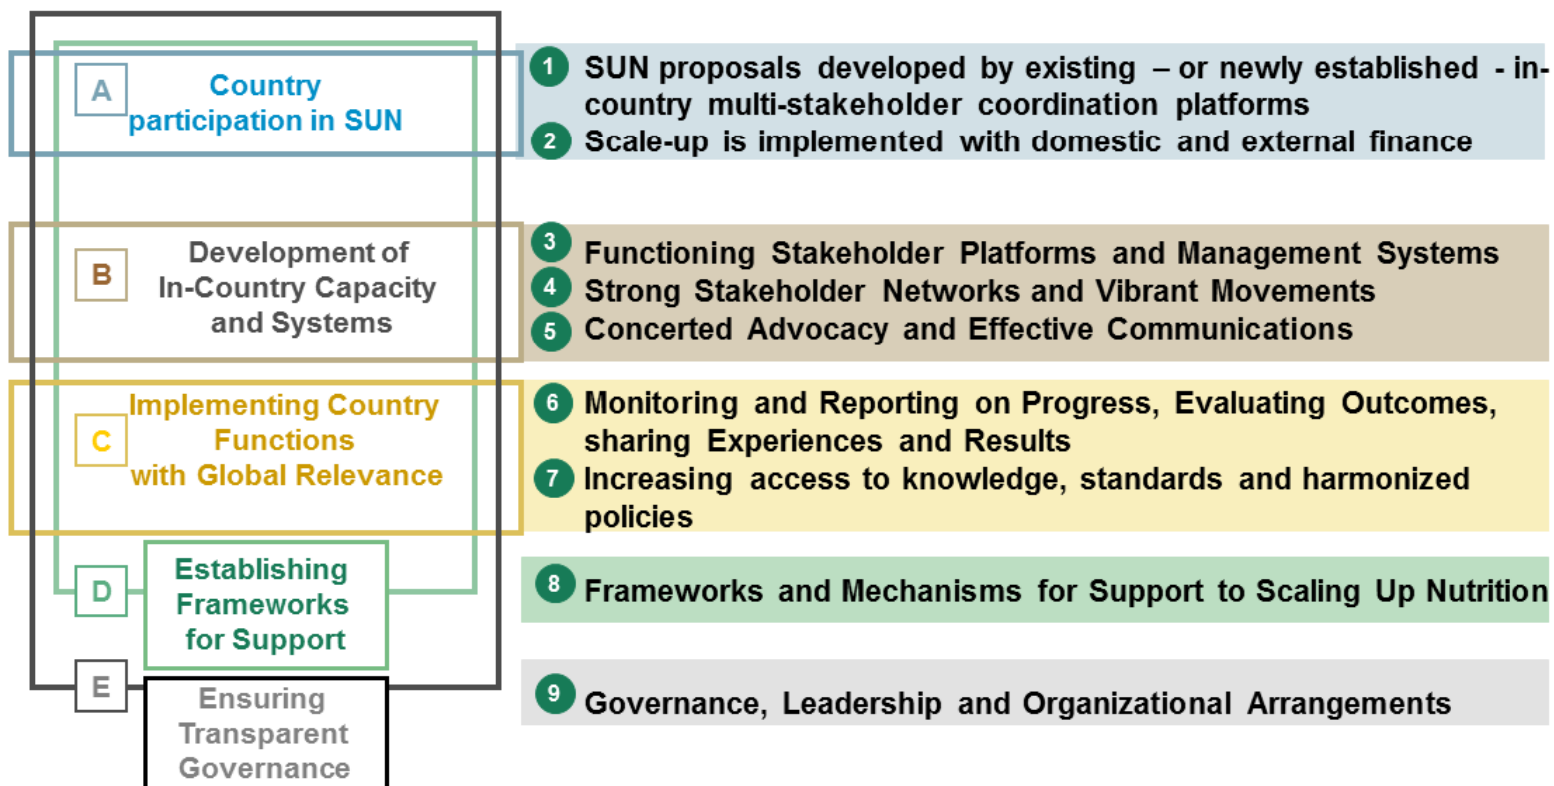 A
Country
participation in SUN
1
SUN proposals developed by existing – or newly established - in-
country multi-stakeholder coordination platforms
2
Scale-up is implemented with domestic and external finance
B
Development of
In-Country Capacity
and Systems
3
Functioning Stakeholder Platforms and Management Systems
4
Strong Stakeholder Networks and Vibrant Movements
5
Concerted Advocacy and Effective Communications
C
Implementing Country
Functions
with Global Relevance
6
Monitoring and Reporting on Progress, Evaluating Outcomes,
sharing Experiences and Results
7
Increasing access to knowledge, standards and harmonized
policies
D
Establishing
Frameworks
for Support
8
Frameworks and Mechanisms for Support to Scaling Up Nutrition
E
Ensuring
Transparent
Governance
9
Governance, Leadership and Organizational Arrangements